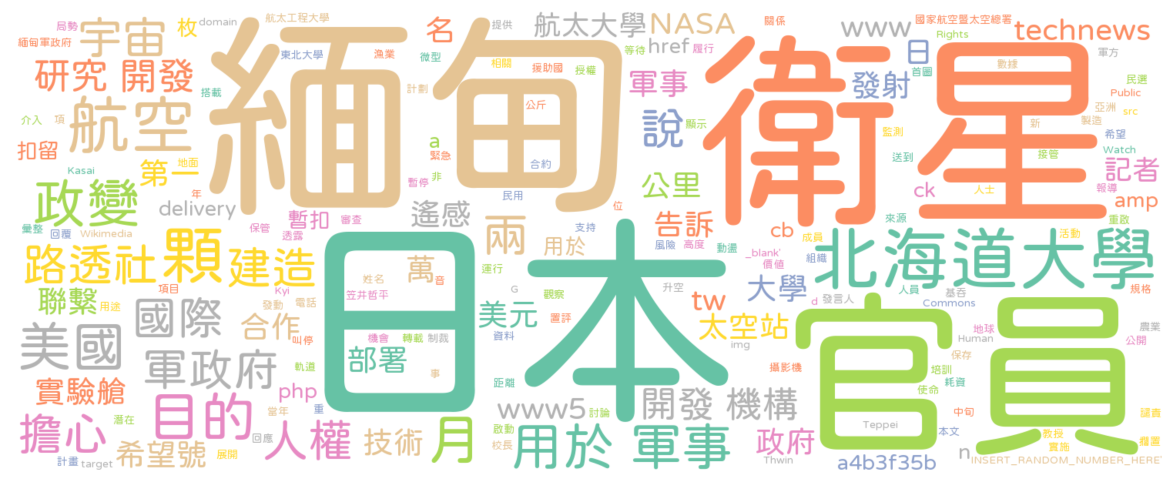 緬甸
衛星
日本
官員
北海道大學
政變
路透社
顆
建造
美國
國際
軍政府
目的
人權
擔心
月
用於 軍事
航空
宇宙
研究 開發
開發 機構
技術
希望號
合作
聯繫
實驗艙
部署
萬
兩
遙感
用於
美元
大學
太空站
政府
公里
告訴
說
軍事
發射
日
記者
名
枚
航太大學
NASA
www
technews
href
第一
扣留
暫扣
delivery
php
www5
tw
cb
ck
amp
a
n
a4b3f35b
INSERT_RANDOM_NUMBER_HERE
局勢
domain
航太工程大學
緬甸軍政府
東北大學
漁業
提供
微型
相關
援助國
等待
授權
關係
履行
國家航空暨太空總署
Rights
軍方
首圖
數據
民選
Public
亞洲
src
製造
新
希望
接管
Watch
報導
監測
顯示
送到
人士
來源
重啟
搭載
計劃
公斤
介入
項
地面
Kasai
緊急
非
合約
暫停
民用
年
保管
審查
位
支持
彙整
回覆
Wikimedia
透露
風險
高度
動畫
成員
活動
_blank'
價值
組織
人員
基吞
規格
項目
姓名
音
運行
用途
Kyi
笠井哲平
G
觀察
升空
d
發言人
Commons
發動
電話
農業
叫停
機會
轉載
制裁
資料
置評
img
地球
Human
公開
軌道
事
攝影機
保存
距離
培訓
耗資
使命
當年
重
潛在
啟動
討論
Teppei
中旬
回應
校長
本文
教授
計畫
target
展開
Thwin
實施